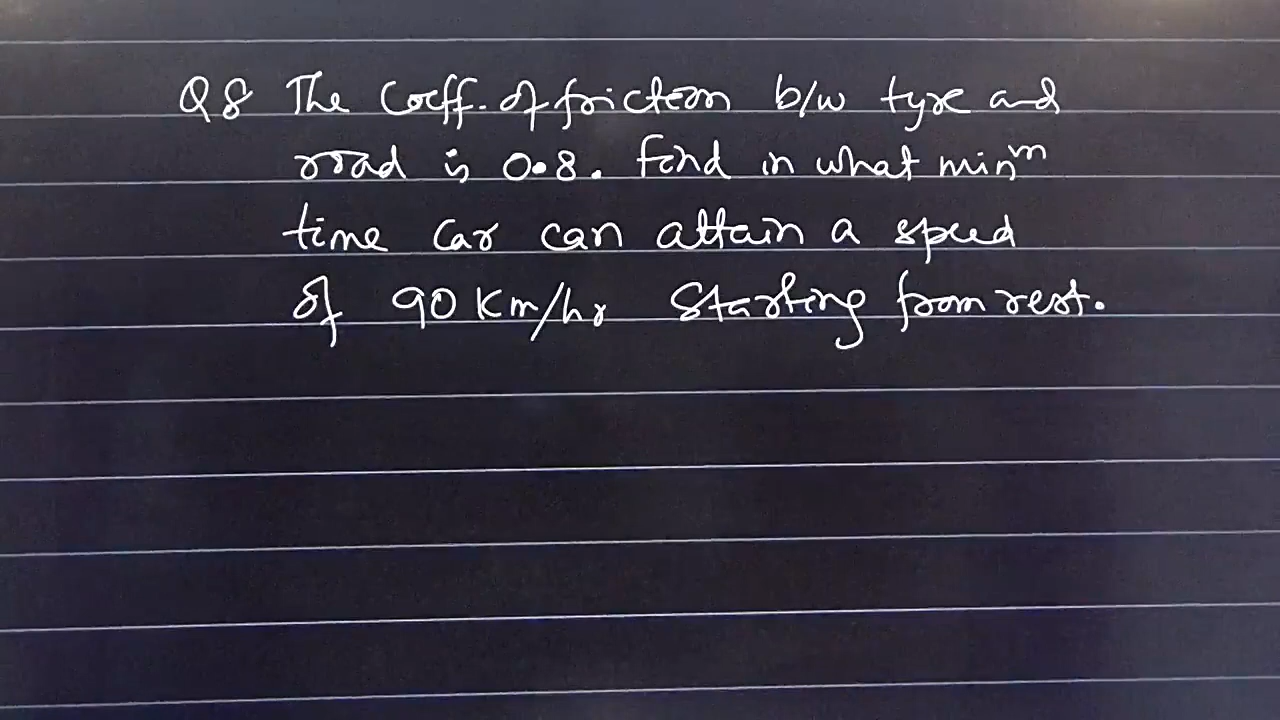 Q8 The Coeff. of friction b/w tyre and
road is 0.8. Find in what minᵐ
time car can attain a speed
of 90 Km/hr starting from rest.